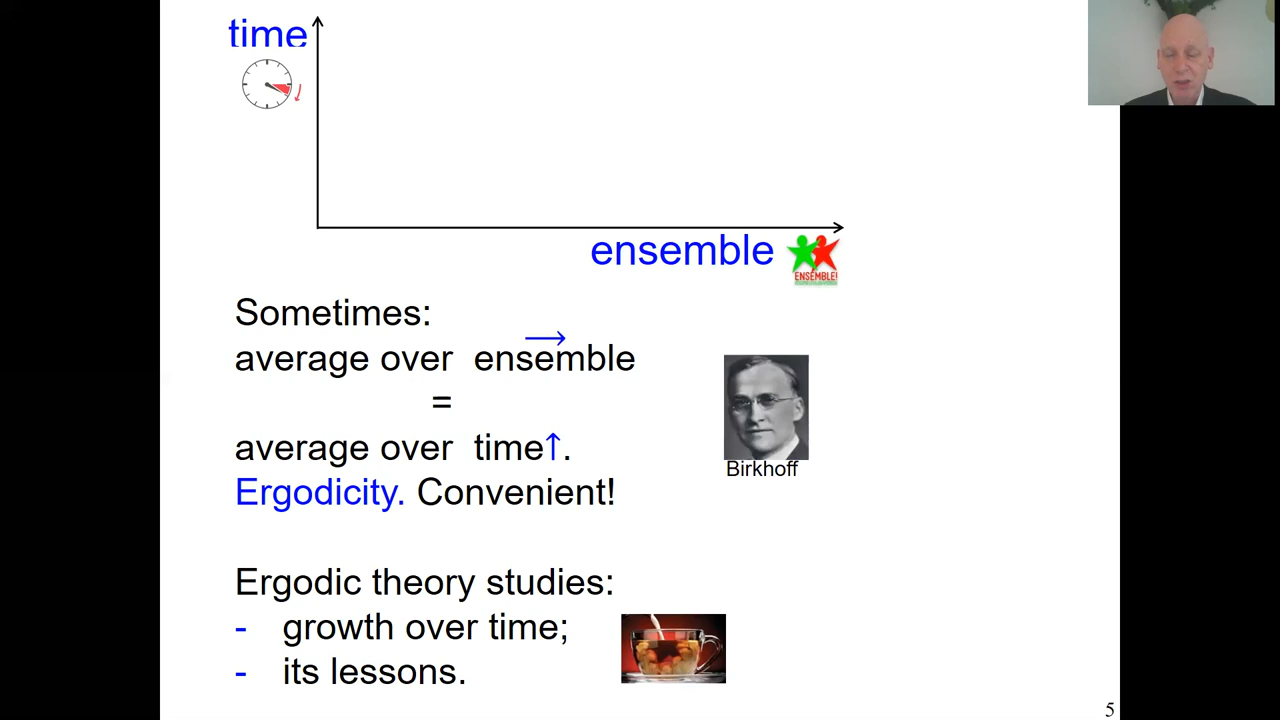 time
ensemble
ENSEMBLE!
Sometimes:
average over ensemble
=
average over time↑.
Ergodicity. Convenient!
Birkhoff
Ergodic theory studies:
- growth over time;
- its lessons.
5